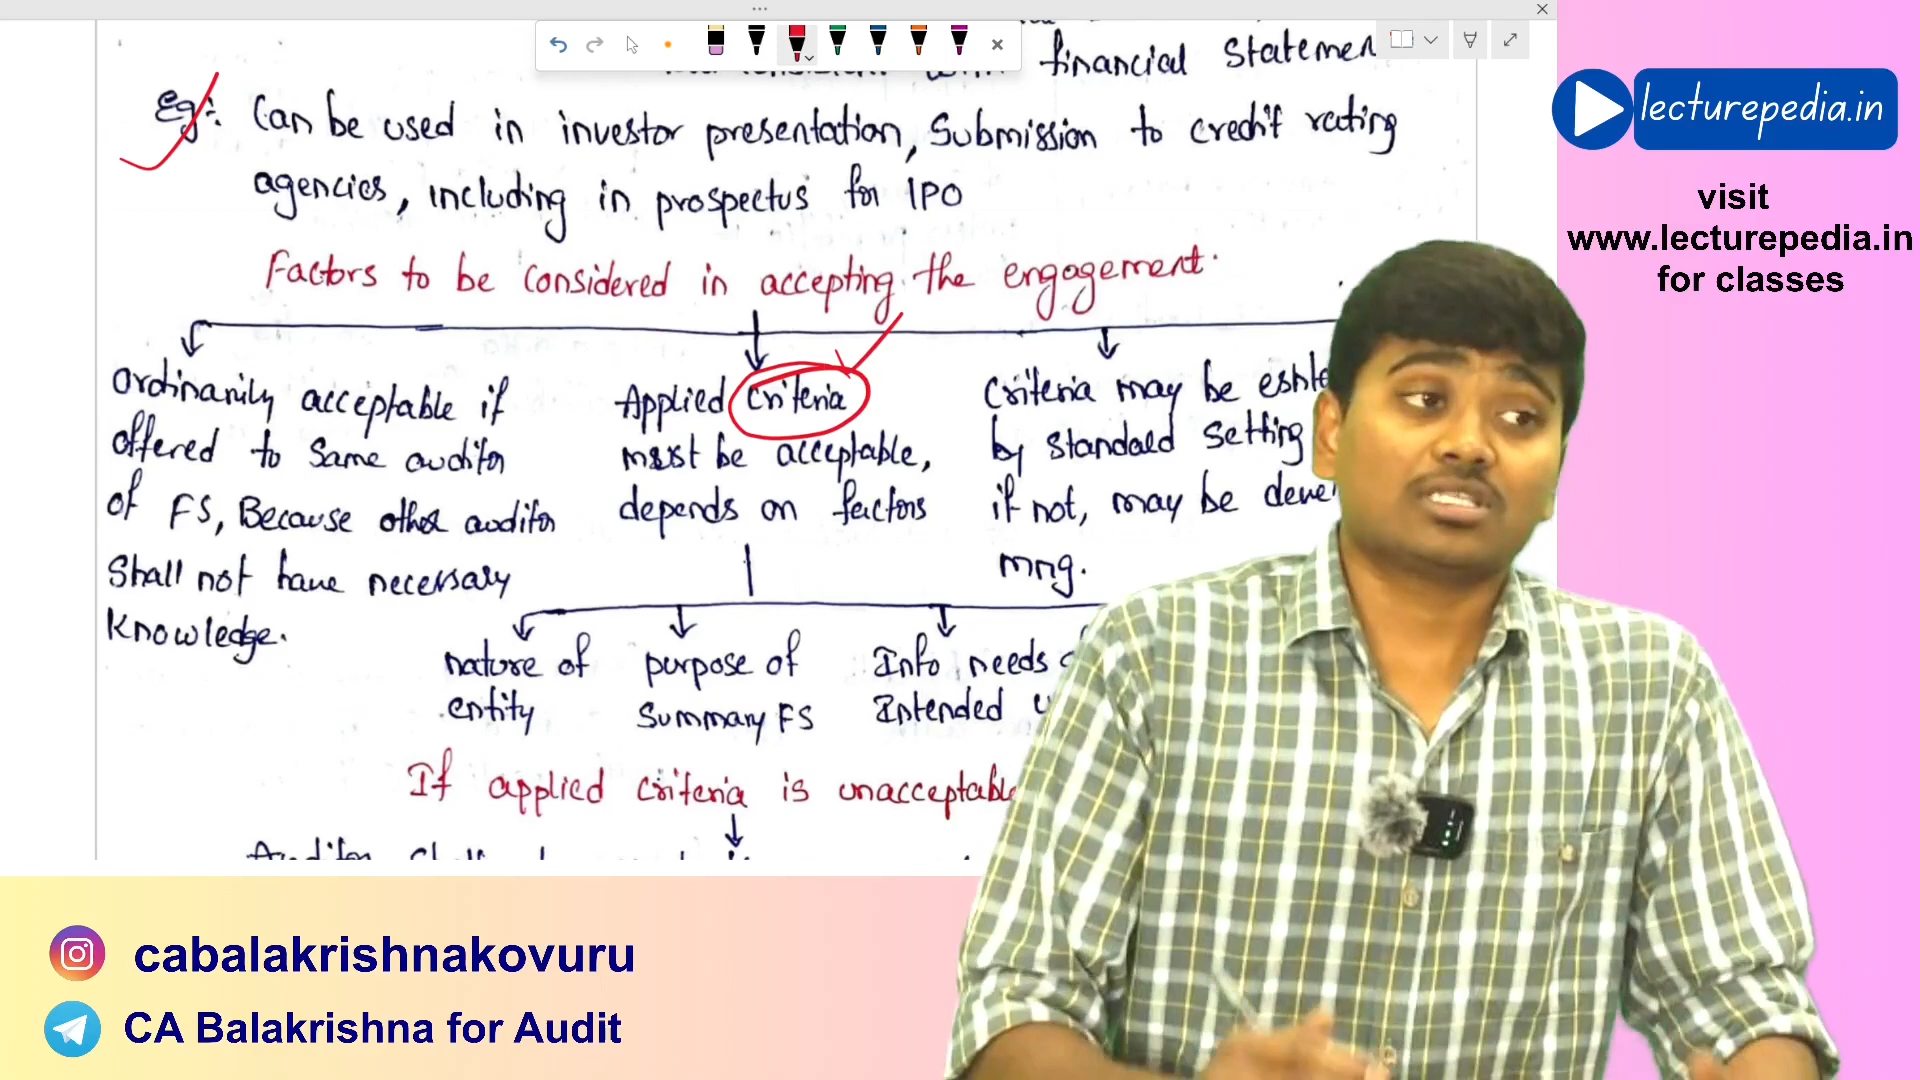 financial Statemen
Eg:- Can be used in investor presentation, Submission to credit rating
agencies, including in prospectus for IPO
Factors to be considered in accepting the engagement.
Ordinarily acceptable if
offered to Same auditor
of FS, Because other auditor
Shall not have necessary
Knowledge.
Applied Criteria
must be acceptable,
depends on factors
Criteria may be
by Standard Setting
if not, may be
mng.
nature of
entity
purpose of
Summary FS
Info needs
Intended
If applied criteria is unacceptable
lecturepedia.in
visit
www.lecturepedia.in
for classes
cabalakrishnakovuru
CA Balakrishna for Audit